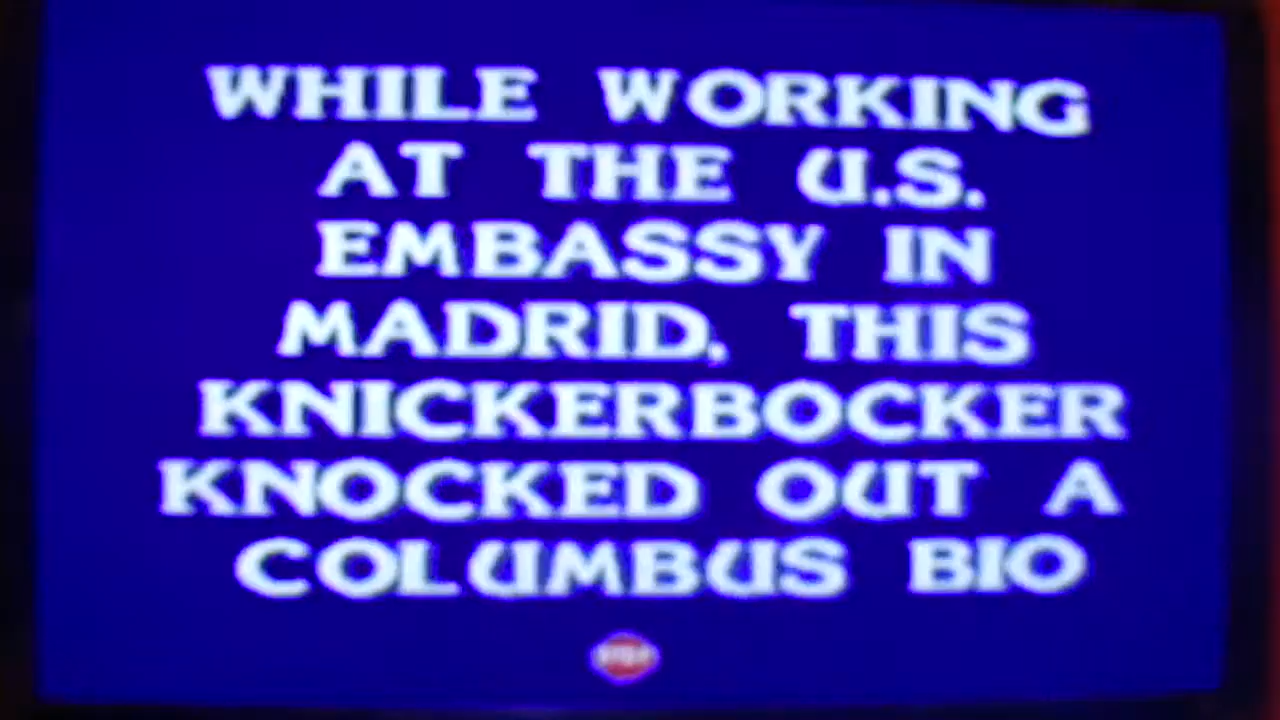 WHILE WORKING
AT THE U.S.
EMBASSY IN
MADRID, THIS
KNICKERBOCKER
KNOCKED OUT A
COLUMBUS BIO